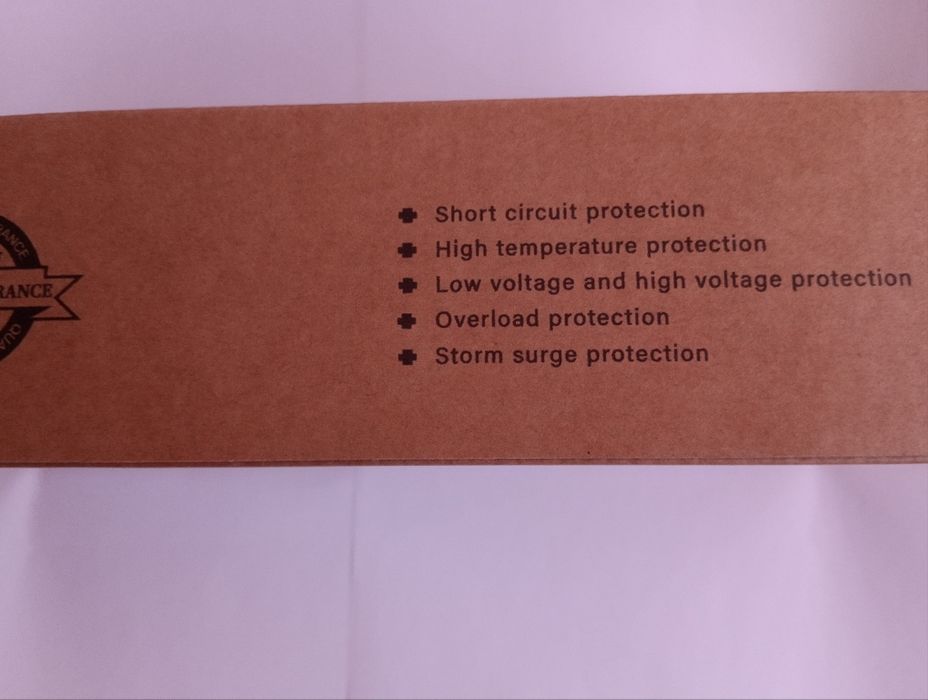 RANCE
Short circuit protection
High temperature protection
Low voltage and high voltage protection
Overload protection
Storm surge protection